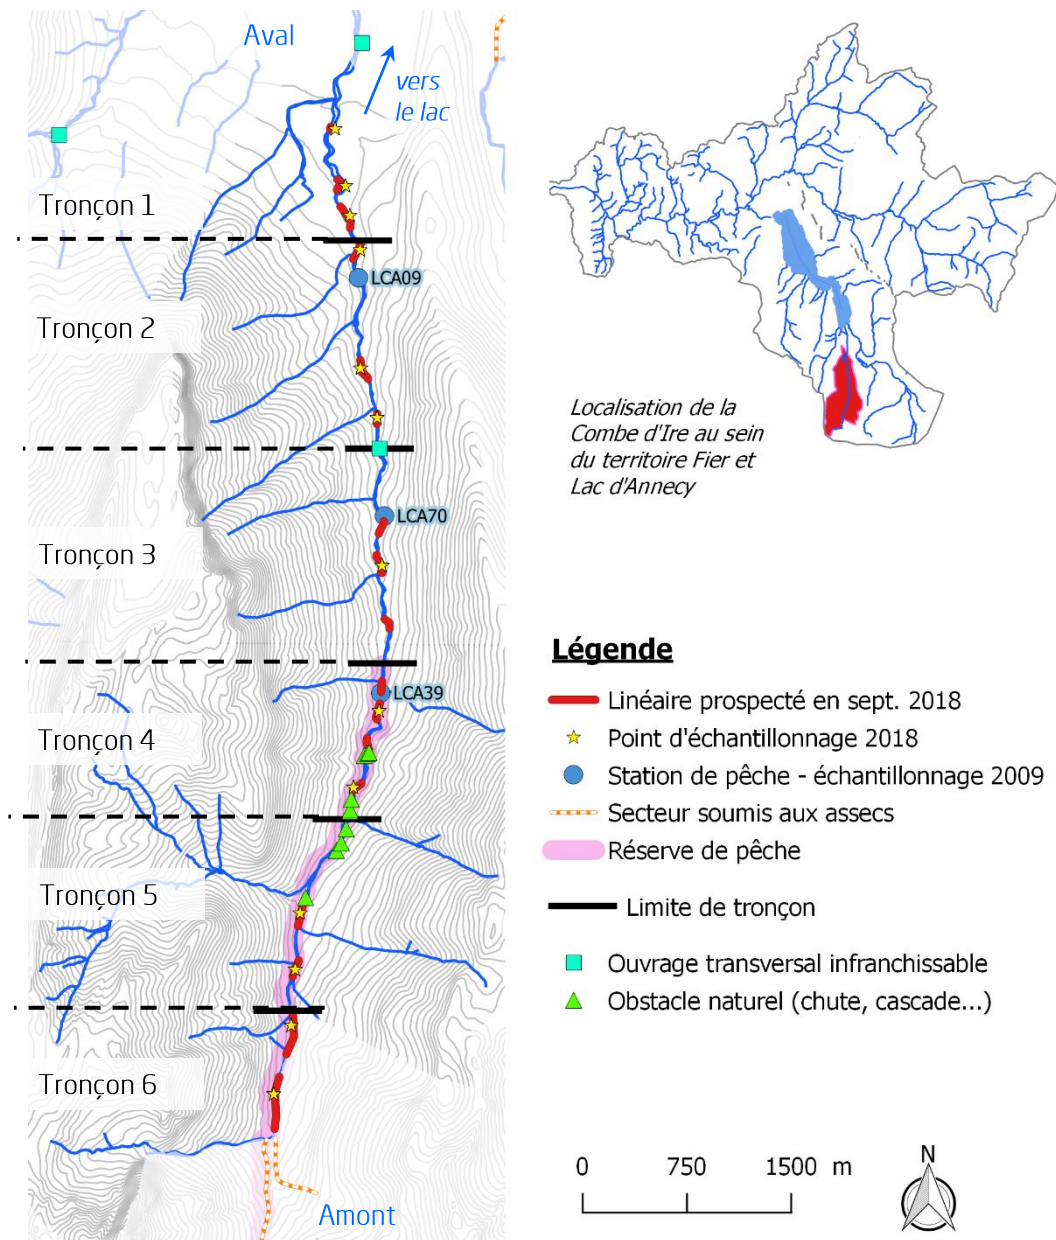 Aval
vers
le lac
Tronçon 1
LCA09
Tronçon 2
LCA70
Tronçon 3
LCA39
Tronçon 4
Tronçon 5
Tronçon 6
Amont
Localisation de la
Combe d'Ire au sein
du territoire Fier et
Lac d'Annecy
Légende
Linéaire prospecté en sept. 2018
Point d'échantillonnage 2018
Station de pêche - échantillonnage 2009
Secteur soumis aux assecs
Réserve de pêche
Limite de tronçon
Ouvrage transversal infranchissable
Obstacle naturel (chute, cascade...)
0 750 1500 m
N